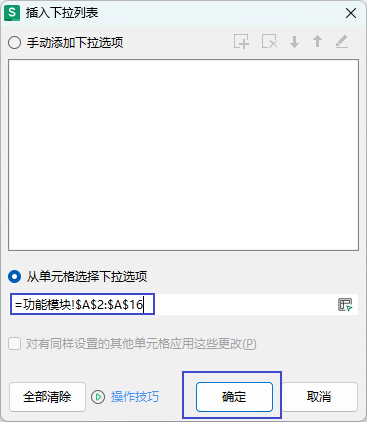 S 插入下拉列表
手动添加下拉选项
从单元格选择下拉选项
=功能模块!$A$2:$A$16
对有同样设置的其他单元格应用这些更改(P)
全部清除 操作技巧 确定 取消